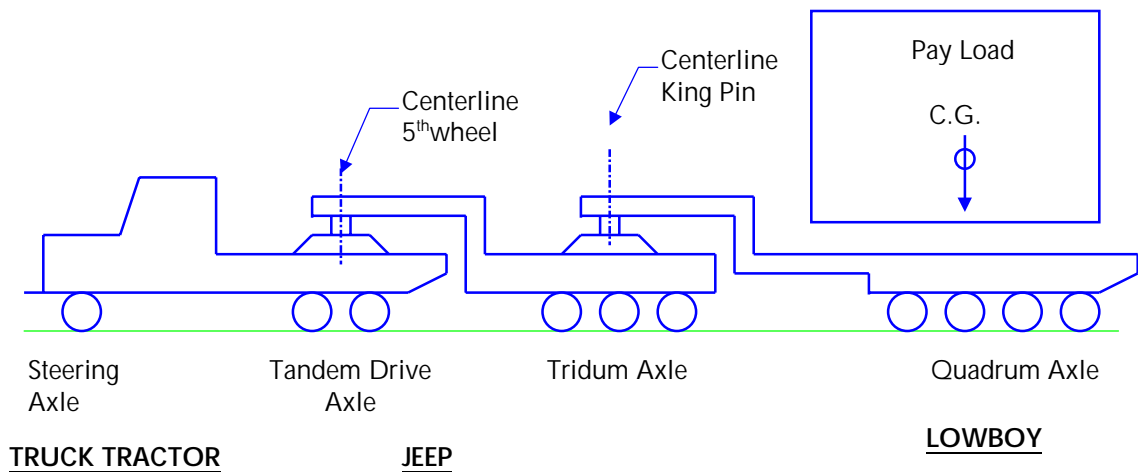 Pay Load
C.G.
Centerline
King Pin
Centerline
5thwheel
Steering
Axle
Tandem Drive
Axle
Tridum Axle
Quadrum Axle
TRUCK TRACTOR
JEEP
LOWBOY